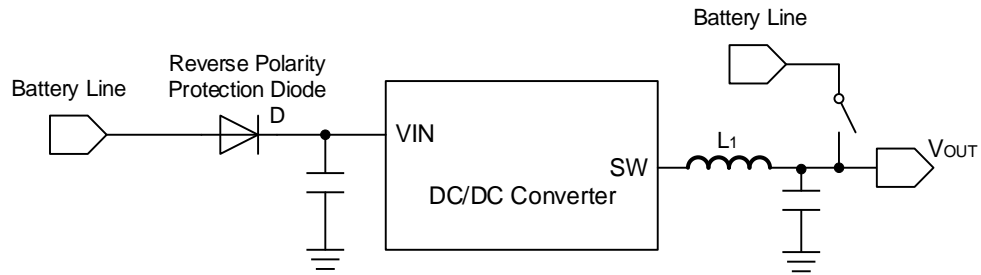 Battery Line
Reverse Polarity
Protection Diode
D
Battery Line
VIN
SW
DC/DC Converter
L1
VOUT